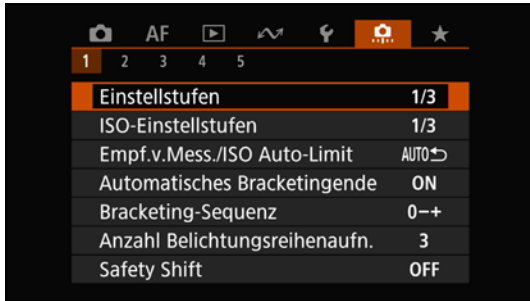 AF
1 2 3 4 5
Einstellstufen 1/3
ISO-Einstellstufen 1/3
Empf.v.Mess./ISO Auto-Limit AUTO
Automatisches Bracketingende ON
Bracketing-Sequenz 0−+
Anzahl Belichtungsreihenaufn. 3
Safety Shift OFF